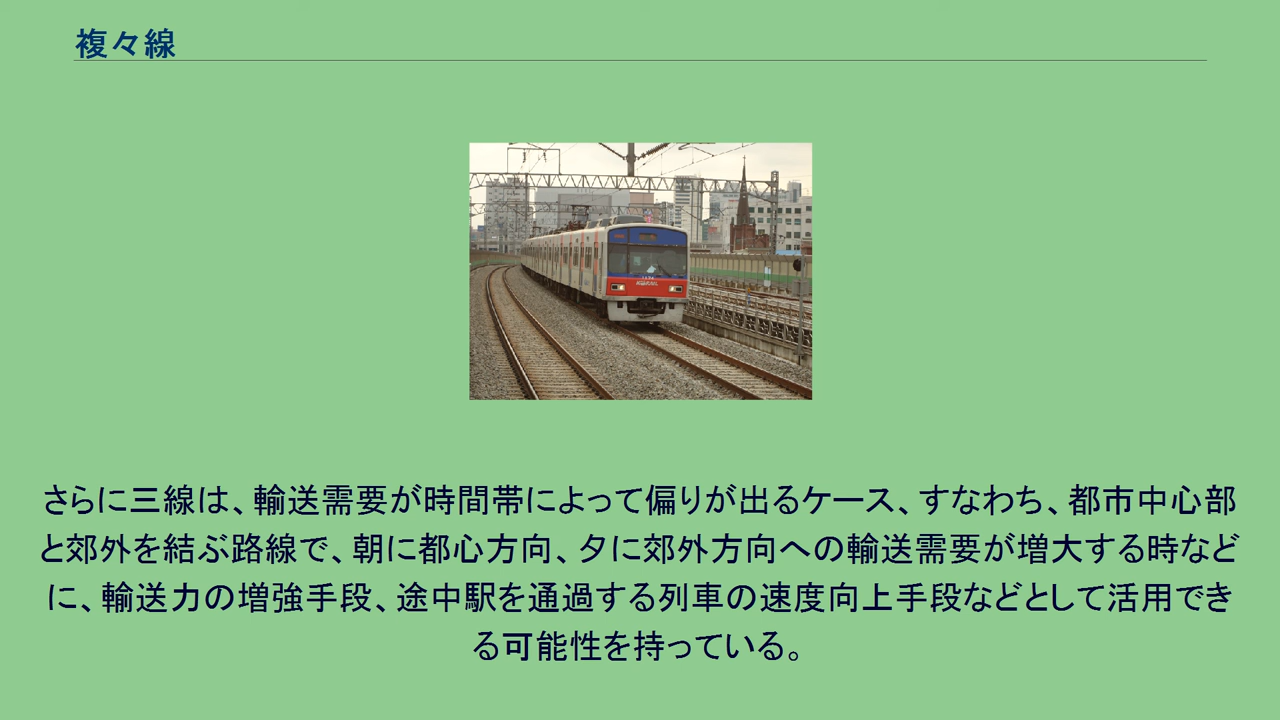 複々線
さらに三線は、輸送需要が時間帯によって偏りが出るケース、すなわち、都市中心部
と郊外を結ぶ路線で、朝に都心方向、夕に郊外方向への輸送需要が増大する時など
に、輸送力の増強手段、途中駅を通過する列車の速度向上手段などとして活用でき
る可能性を持っている。